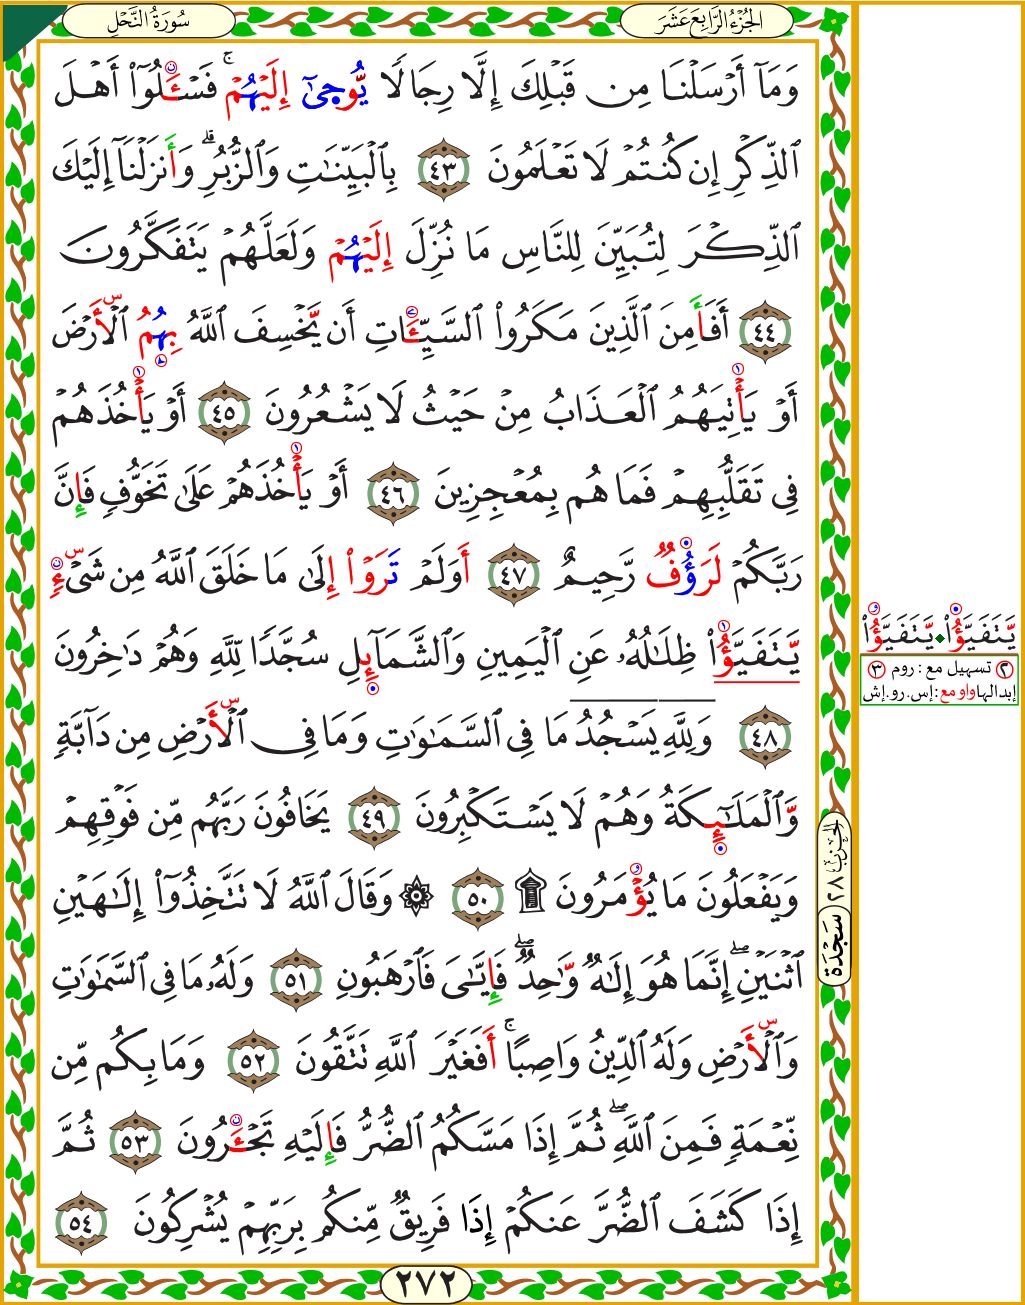 سُورَةُ النَّحْلِ
الجُزْءُ الرَّابِعَ عَشَرَ
وَمَآ أَرْسَلْنَا مِن قَبْلِكَ إِلَّا رِجَالًا يُّوحِىٓ إِلَيْهُمْ ۚ فَسْـَٔلُوٓا۟ أَهْلَ
ٱلذِّكْرِ إِن كُنتُمْ لَا تَعْلَمُونَ ٤٣ بِٱلْبَيِّنَـٰتِ وَٱلزُّبُرِ ۗ وَأَنزَلْنَآ إِلَيْكَ
ٱلذِّكْرَ لِتُبَيِّنَ لِلنَّاسِ مَا نُزِّلَ إِلَيْهُمْ وَلَعَلَّهُمْ يَتَفَكَّرُونَ
٤٤ أَفَأَمِنَ ٱلَّذِينَ مَكَرُوا۟ ٱلسَّيِّـَٔاتِ أَن يَّخْسِفَ ٱللَّهُ بِهُمُ ٱلْأَرْضَ
أَوْ يَأْتِيَهُمُ ٱلْعَذَابُ مِنْ حَيْثُ لَا يَشْعُرُونَ ٤٥ أَوْ يَأْخُذَهُمْ
فِى تَقَلُّبِهِمْ فَمَا هُم بِمُعْجِزِينَ ٤٦ أَوْ يَأْخُذَهُمْ عَلَىٰ تَخَوُّفٍ فَإِنَّ
رَبَّكُمْ لَرَؤُفٌ رَّحِيمٌ ٤٧ أَوَلَمْ تَرَوْا۟ إِلَىٰ مَا خَلَقَ ٱللَّهُ مِن شَىْءٍ
يَّتَفَيَّؤُا۟ ظِلَـٰلُهُۥ عَنِ ٱلْيَمِينِ وَٱلشَّمَآئِلِ سُجَّدًا لِّلَّهِ وَهُمْ دَٰخِرُونَ
٤٨ وَلِلَّهِ يَسْجُدُ مَا فِى ٱلسَّمَـٰوَٰتِ وَمَا فِى ٱلْأَرْضِ مِن دَآبَّةٍ
وَّٱلْمَلَـٰٓئِكَةُ وَهُمْ لَا يَسْتَكْبِرُونَ ٤٩ يَخَافُونَ رَبَّهُم مِّن فَوْقِهِمْ
وَيَفْعَلُونَ مَا يُؤْمَرُونَ ۩ ٥٠ ۞ وَقَالَ ٱللَّهُ لَا تَتَّخِذُوٓا۟ إِلَـٰهَيْنِ
ٱثْنَيْنِ ۖ إِنَّمَا هُوَ إِلَـٰهٌ وَّٰحِدٌ ۖ فَإِيَّـٰىَ فَٱرْهَبُونِ ٥١ وَلَهُۥ مَا فِى ٱلسَّمَـٰوَٰتِ
وَٱلْأَرْضِ وَلَهُ ٱلدِّينُ وَاصِبًا ۚ أَفَغَيْرَ ٱللَّهِ تَتَّقُونَ ٥٢ وَمَا بِكُم مِّن
نِّعْمَةٍ فَمِنَ ٱللَّهِ ۖ ثُمَّ إِذَا مَسَّكُمُ ٱلضُّرُّ فَإِلَيْهِ تَجْـَٔرُونَ ٥٣ ثُمَّ
إِذَا كَشَفَ ٱلضُّرَّ عَنكُمْ إِذَا فَرِيقٌ مِّنكُم بِرَبِّهِمْ يُشْرِكُونَ ٥٤
يَّتَفَيَّؤُا۟ • يَّتَفَيَّؤُا۟
٢ تسهيل مع : روم ٣
إبدالها واو مع : إس. رو. إش
الحزب ٢٨
سَجْدَة
٢٧٢